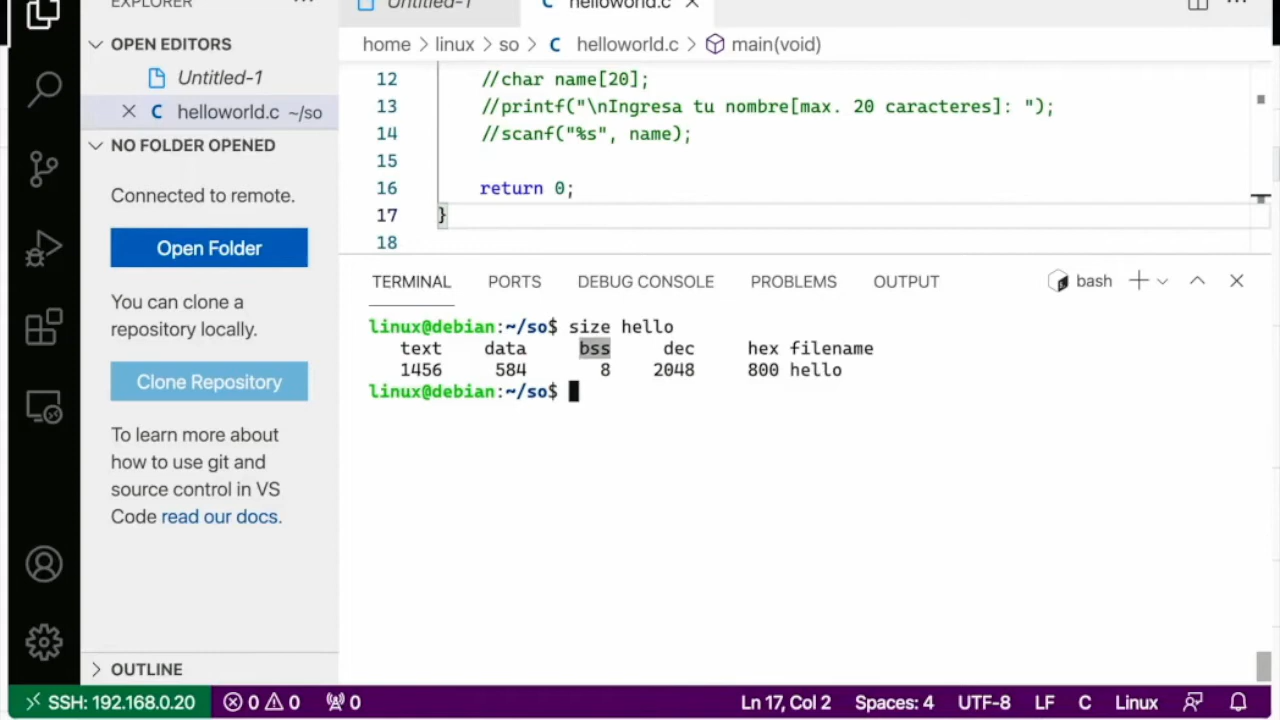 EXPLORER
Untitled-1
helloworld.c
OPEN EDITORS
Untitled-1
helloworld.c ~/so
NO FOLDER OPENED
Connected to remote.
Open Folder
You can clone a
repository locally.
Clone Repository
To learn more about
how to use git and
source control in VS
Code read our docs.
OUTLINE
home > linux > so > C helloworld.c > main(void)
12 //char name[20];
13 //printf("\nIngresa tu nombre[max. 20 caracteres]: ");
14 //scanf("%s", name);
15
16 return 0;
17 }
18
TERMINAL PORTS DEBUG CONSOLE PROBLEMS OUTPUT bash
linux@debian:~/so$ size hello
text data bss dec hex filename
1456 584 8 2048 800 hello
linux@debian:~/so$
SSH: 192.168.0.20 0 0 0 Ln 17, Col 2 Spaces: 4 UTF-8 LF C Linux